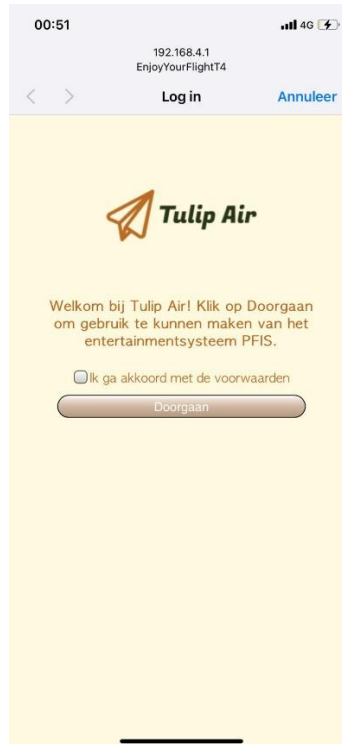 00:51
4G
192.168.4.1
EnjoyYourFlightT4
Log in
Annuleer
Tulip Air
Welkom bij Tulip Air! Klik op Doorgaan
om gebruik te kunnen maken van het
entertainmentsysteem PFIS.
Ik ga akkoord met de voorwaarden
Doorgaan